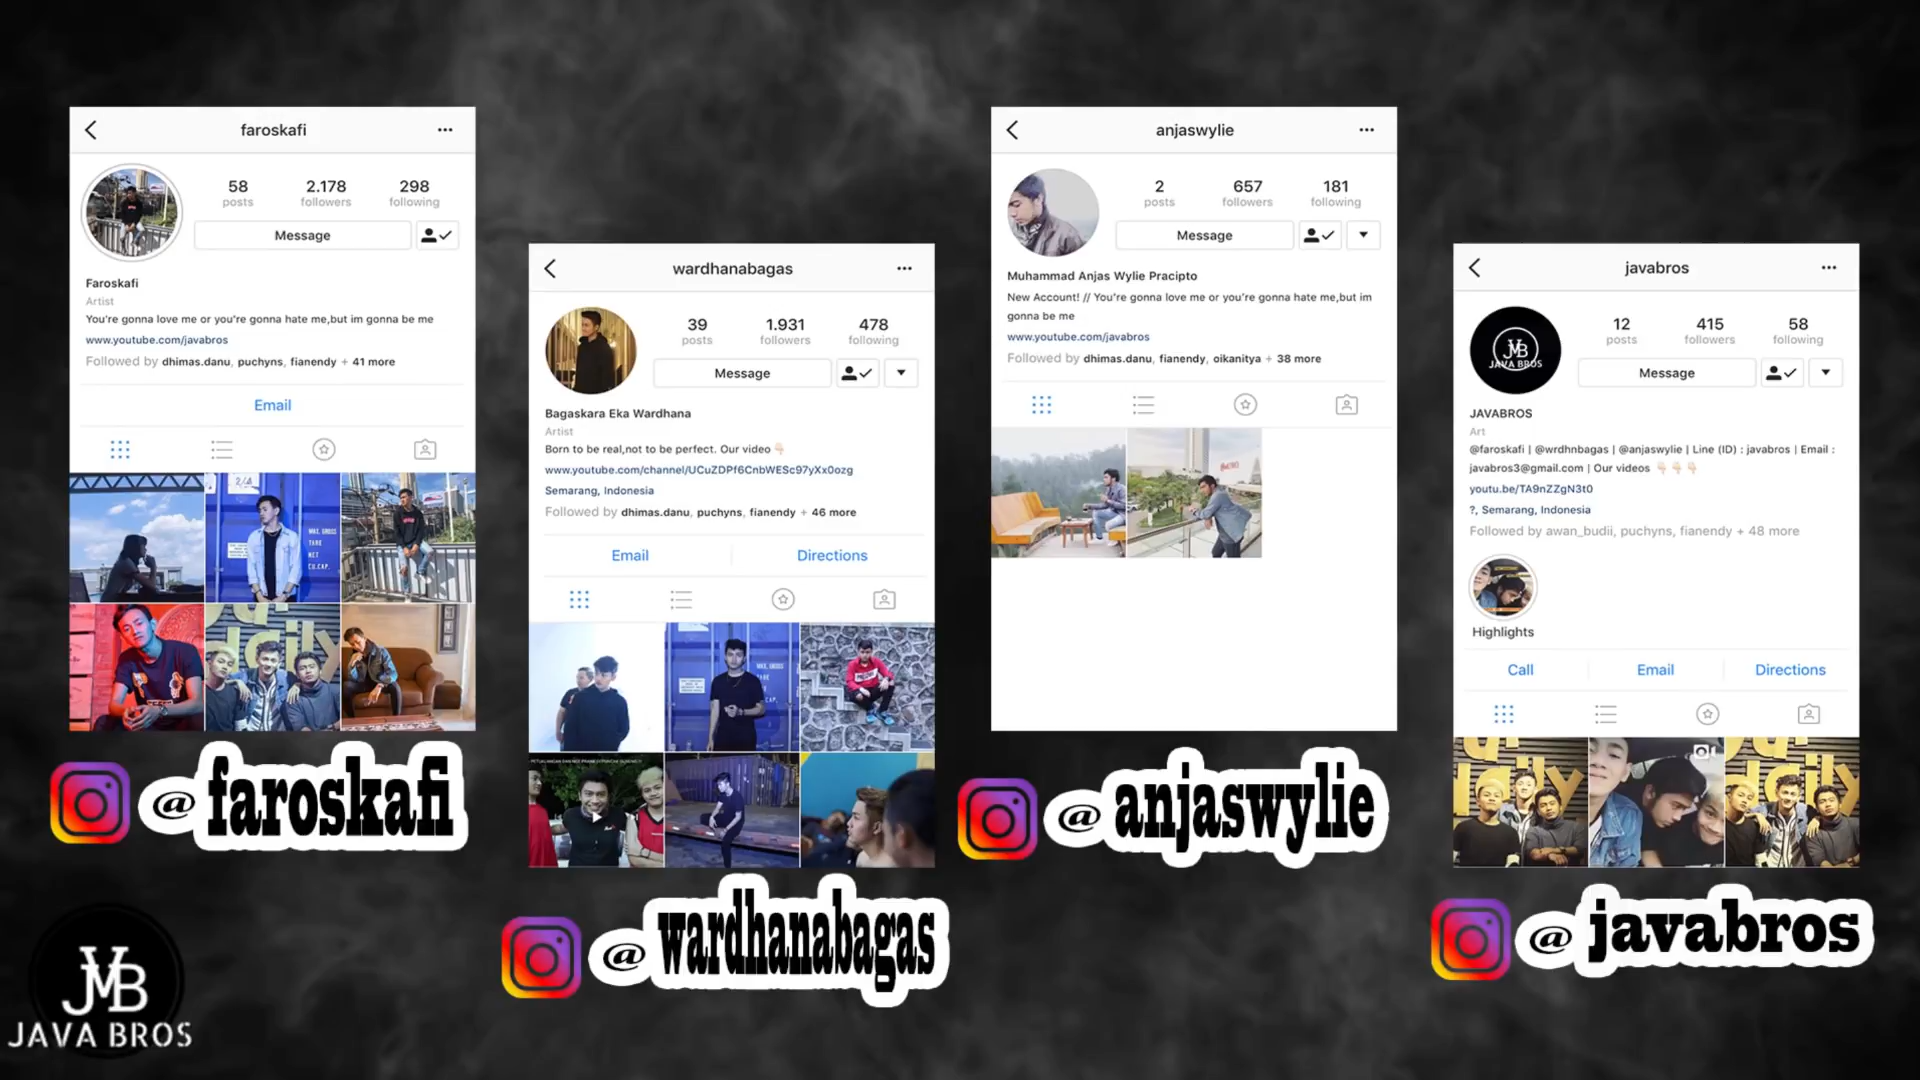 faroskafi
58 2.178 298
posts followers following
Message
Faroskafi
Artist
You're gonna love me or you're gonna hate me,but im gonna be me
www.youtube.com/javabros
Followed by dhimas.danu, puchyns, fianendy + 41 more
Email
@faroskafi
wardhanabagas
39 1.931 478
posts followers following
Message
Bagaskara Eka Wardhana
Artist
Born to be real,not to be perfect. Our video 👇🏻
www.youtube.com/channel/UCuZDPf6CnbWESc97yXx0ozg
Semarang, Indonesia
Followed by dhimas.danu, puchyns, fianendy + 46 more
Email Directions
@wardhanabagas
anjaswylie
2 657 181
posts followers following
Message
Muhammad Anjas Wylie Pracipto
New Account! // You're gonna love me or you're gonna hate me,but im
gonna be me
www.youtube.com/javabros
Followed by dhimas.danu, fianendy, oikanitya + 38 more
@anjaswylie
javabros
JAVA BROS
12 415 58
posts followers following
Message
JAVABROS
Art
@faroskafi | @wrdhnbagas | @anjaswylie | Line (ID) : javabros | Email :
javabros3@gmail.com | Our videos 👇🏻👇🏻👇🏻
youtu.be/TA9nZZgN3t0
?, Semarang, Indonesia
Followed by awan_budii, puchyns, fianendy + 48 more
Highlights
Call Email Directions
@javabros
JVB
JAVA BROS